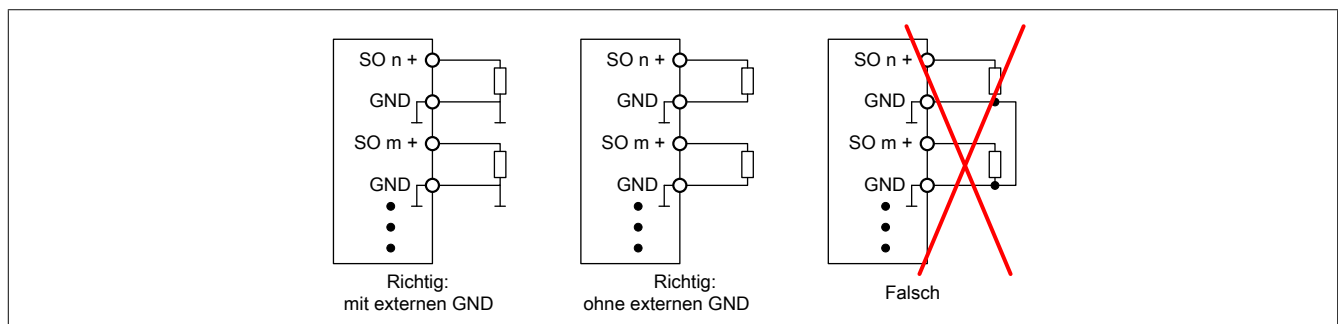 SO n +
GND
SO m +
GND
Richtig:
mit externen GND
SO n +
GND
SO m +
GND
Richtig:
ohne externen GND
SO n +
GND
SO m +
GND
Falsch